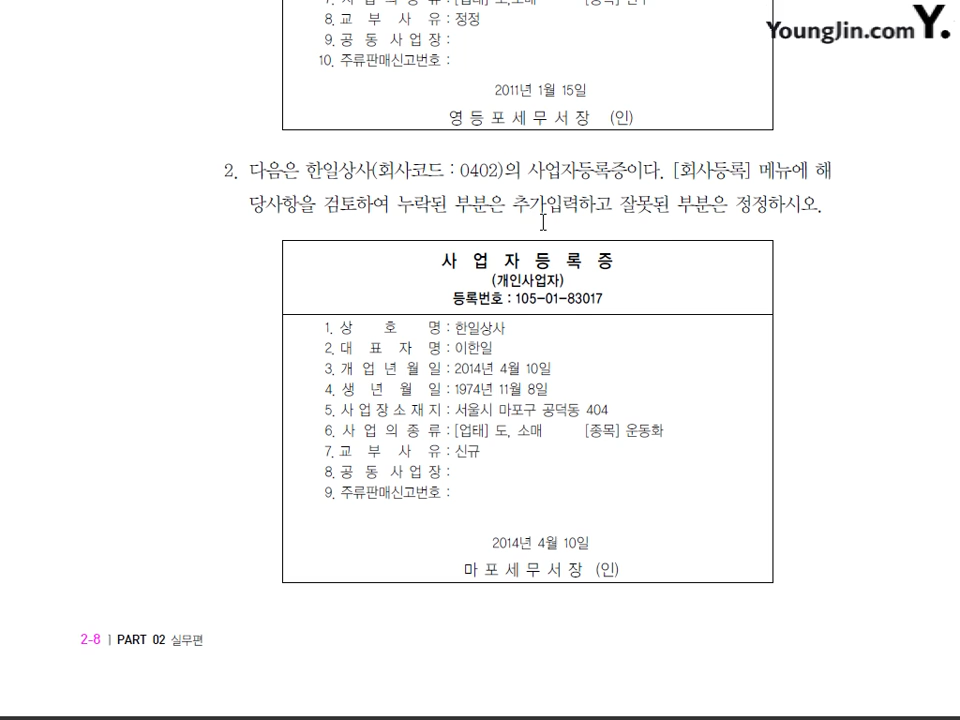 8. 교 부 사 유 : 정정
9. 공 동 사 업 장 :
10. 주류판매신고번호 :
2011년 1월 15일
영 등 포 세 무 서 장 (인)
YoungJin.com Y.
2. 다음은 한일상사(회사코드 : 0402)의 사업자등록증이다. [회사등록] 메뉴에 해
당사항을 검토하여 누락된 부분은 추가입력하고 잘못된 부분은 정정하시오.
사 업 자 등 록 증
(개인사업자)
등록번호 : 105-01-83017
1. 상 호 명 : 한일상사
2. 대 표 자 명 : 이한일
3. 개 업 년 월 일 : 2014년 4월 10일
4. 생 년 월 일 : 1974년 11월 8일
5. 사 업 장 소 재 지 : 서울시 마포구 공덕동 404
6. 사 업 의 종 류 : [업태] 도, 소매 [종목] 운동화
7. 교 부 사 유 : 신규
8. 공 동 사 업 장 :
9. 주류판매신고번호 :
2014년 4월 10일
마 포 세 무 서 장 (인)
2-8 | PART 02 실무편